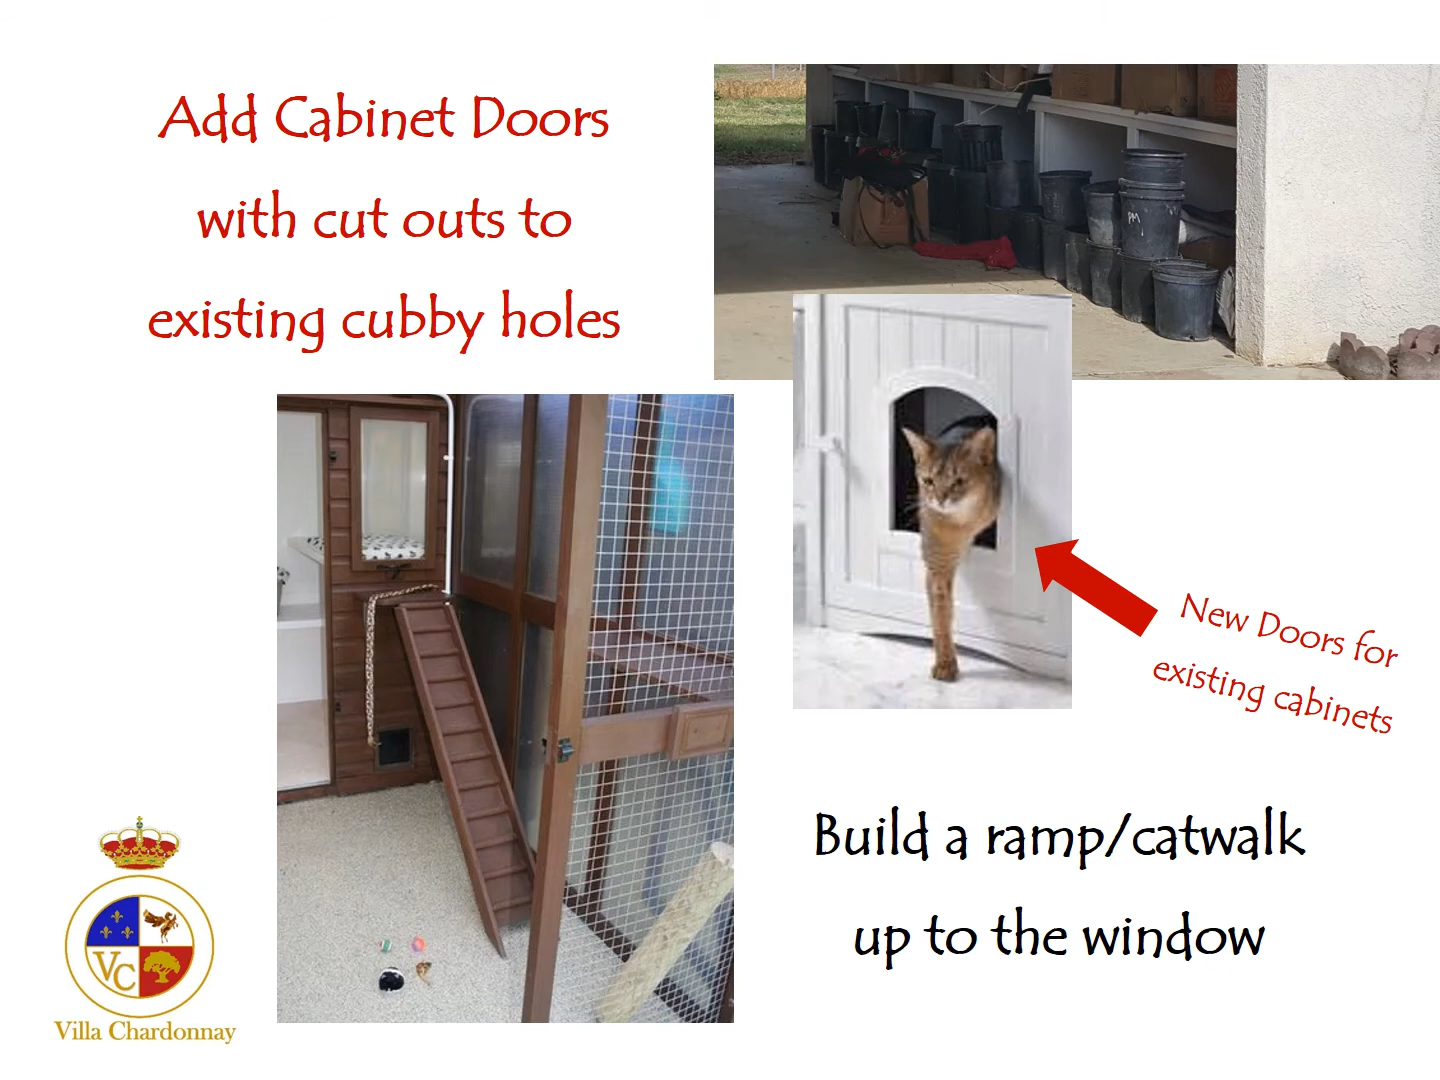 Add Cabinet Doors
with cut outs to
existing cubby holes
PM
New Doors for
existing cabinets
Build a ramp/catwalk
up to the window
VC
Villa Chardonnay